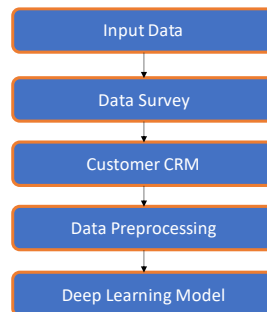 Input Data
Data Survey
Customer CRM
Data Preprocessing
Deep Learning Model